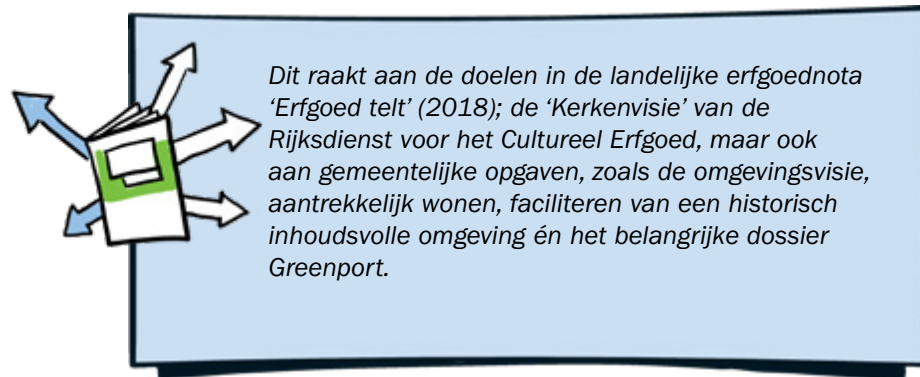 Dit raakt aan de doelen in de landelijke erfgoednota
‘Erfgoed telt’ (2018); de ‘Kerkenvisie’ van de
Rijksdienst voor het Cultureel Erfgoed, maar ook
aan gemeentelijke opgaven, zoals de omgevingsvisie,
aantrekkelijk wonen, faciliteren van een historisch
inhoudsvolle omgeving én het belangrijke dossier
Greenport.